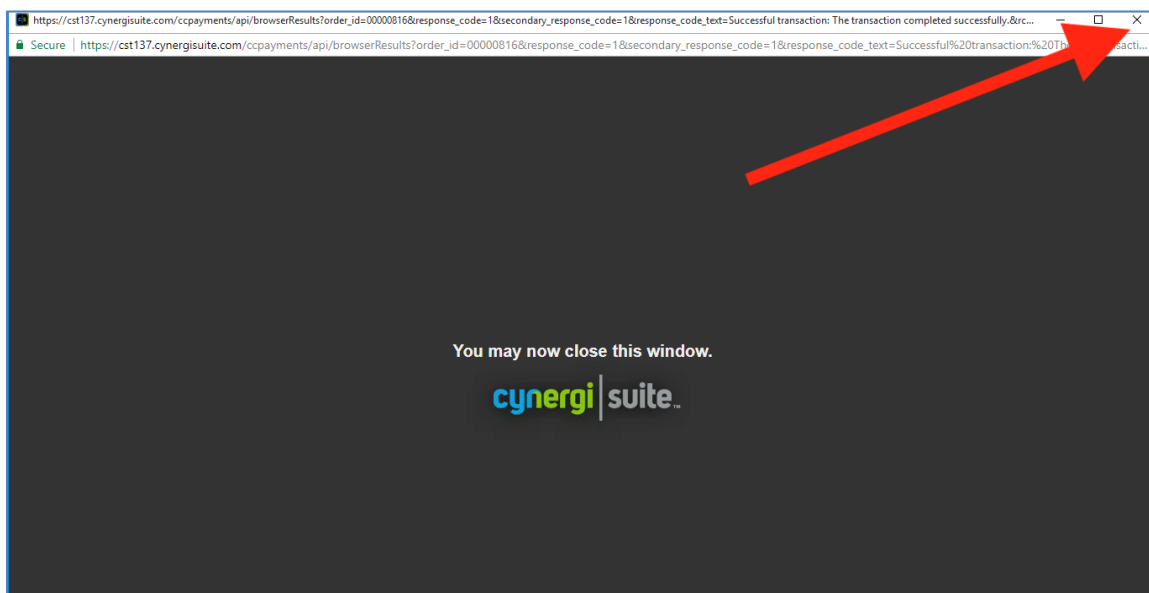 https://cst137.cynergisuite.com/ccpayments/api/browserResults?order_id=00000816&response_code=1&secondary_response_code=1&response_code_text=Successful transaction: The transaction completed successfully.&rc...
Secure | https://cst137.cynergisuite.com/ccpayments/api/browserResults?order_id=00000816&response_code=1&secondary_response_code=1&response_code_text=Successful%20transaction:%20Th
You may now close this window.
cynergi|suite™